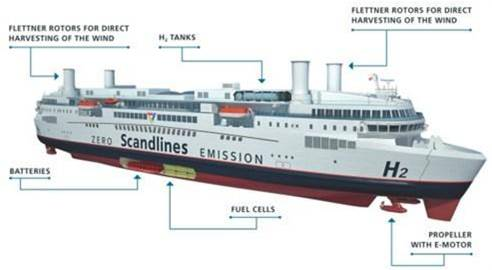 FLETTNER ROTORS FOR DIRECT
HARVESTING OF THE WIND
H₂ TANKS
FLETTNER ROTORS FOR DIRECT
HARVESTING OF THE WIND
ZERO Scandlines EMISSION
H2
BATTERIES
FUEL CELLS
PROPELLER
WITH E-MOTOR